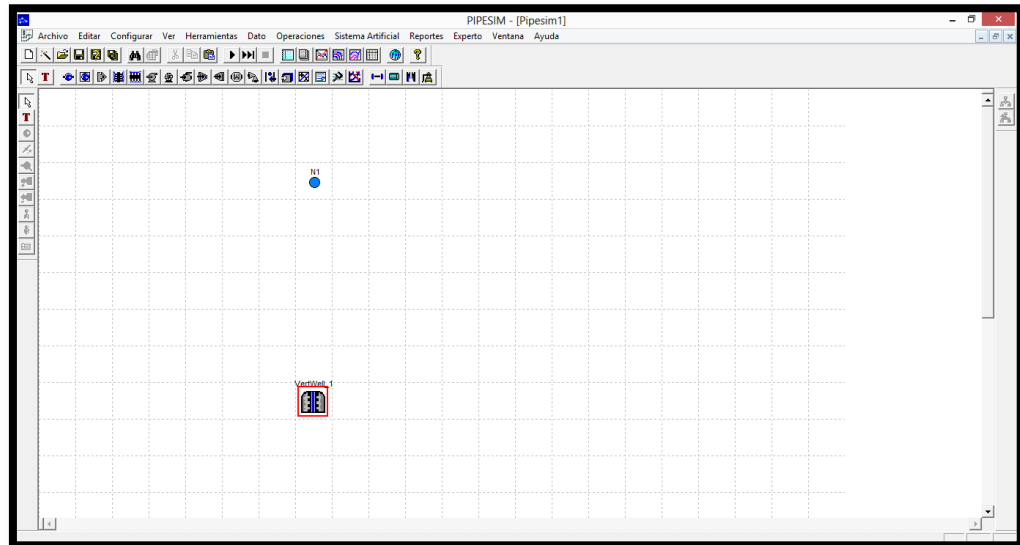 PIPESIM - [Pipesim1]
Archivo Editar Configurar Ver Herramientas Dato Operaciones Sistema Artificial Reportes Experto Ventana Ayuda
T
T
N1
VertWell_1